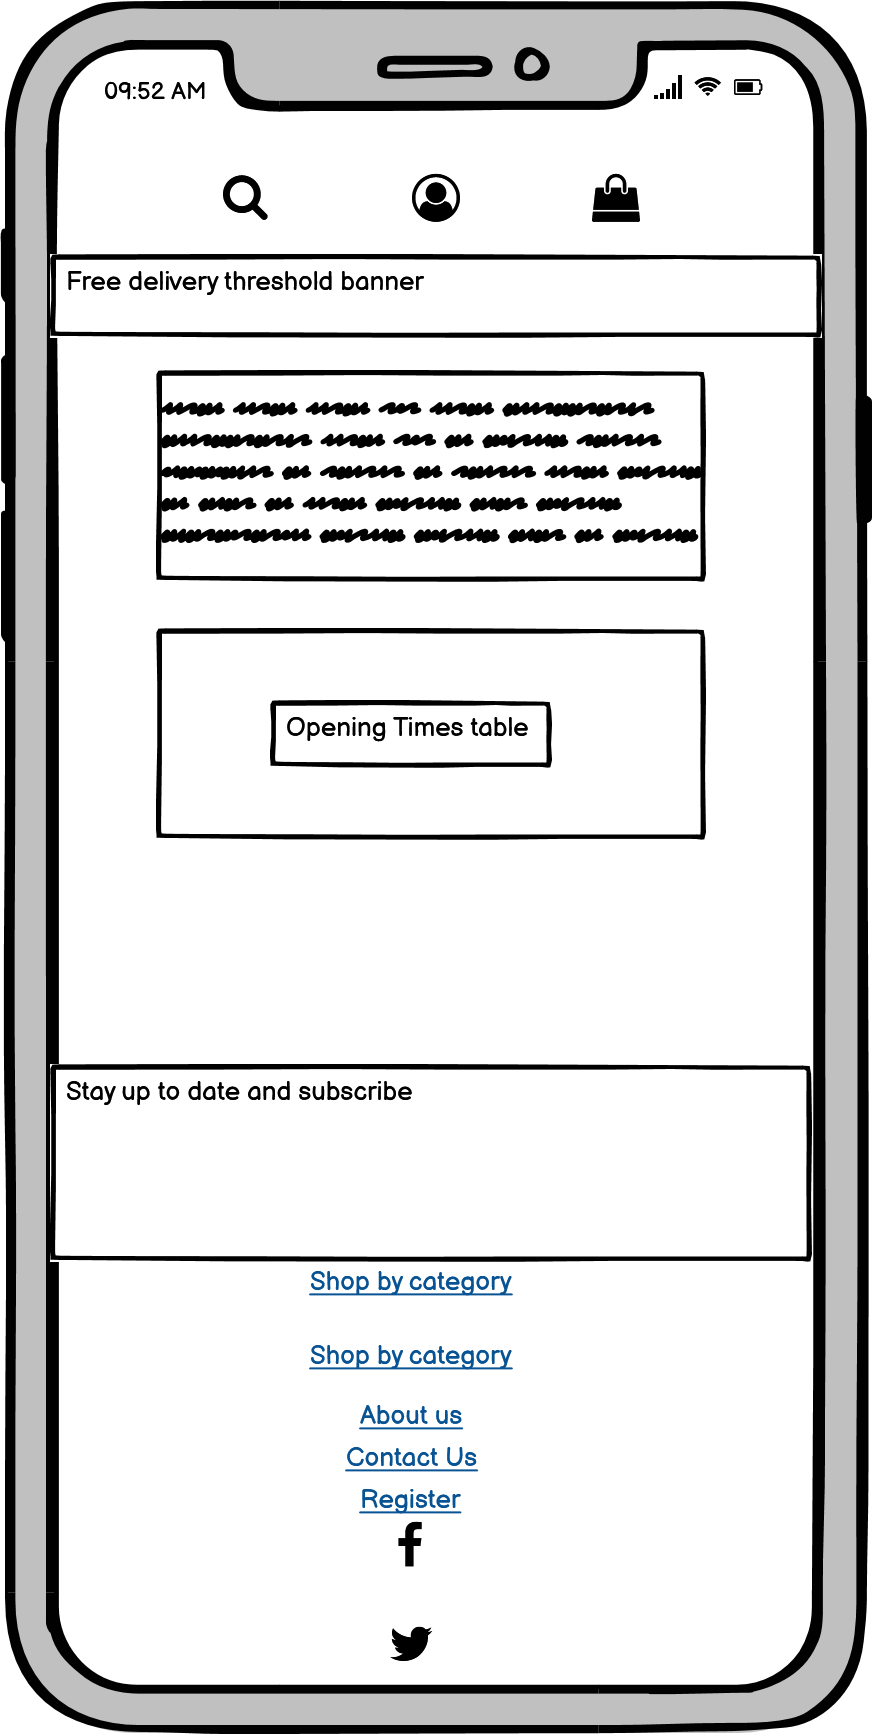 09:52 AM
Free delivery threshold banner
Opening Times table
Stay up to date and subscribe
Shop by category
Shop by category
About us
Contact Us
Register